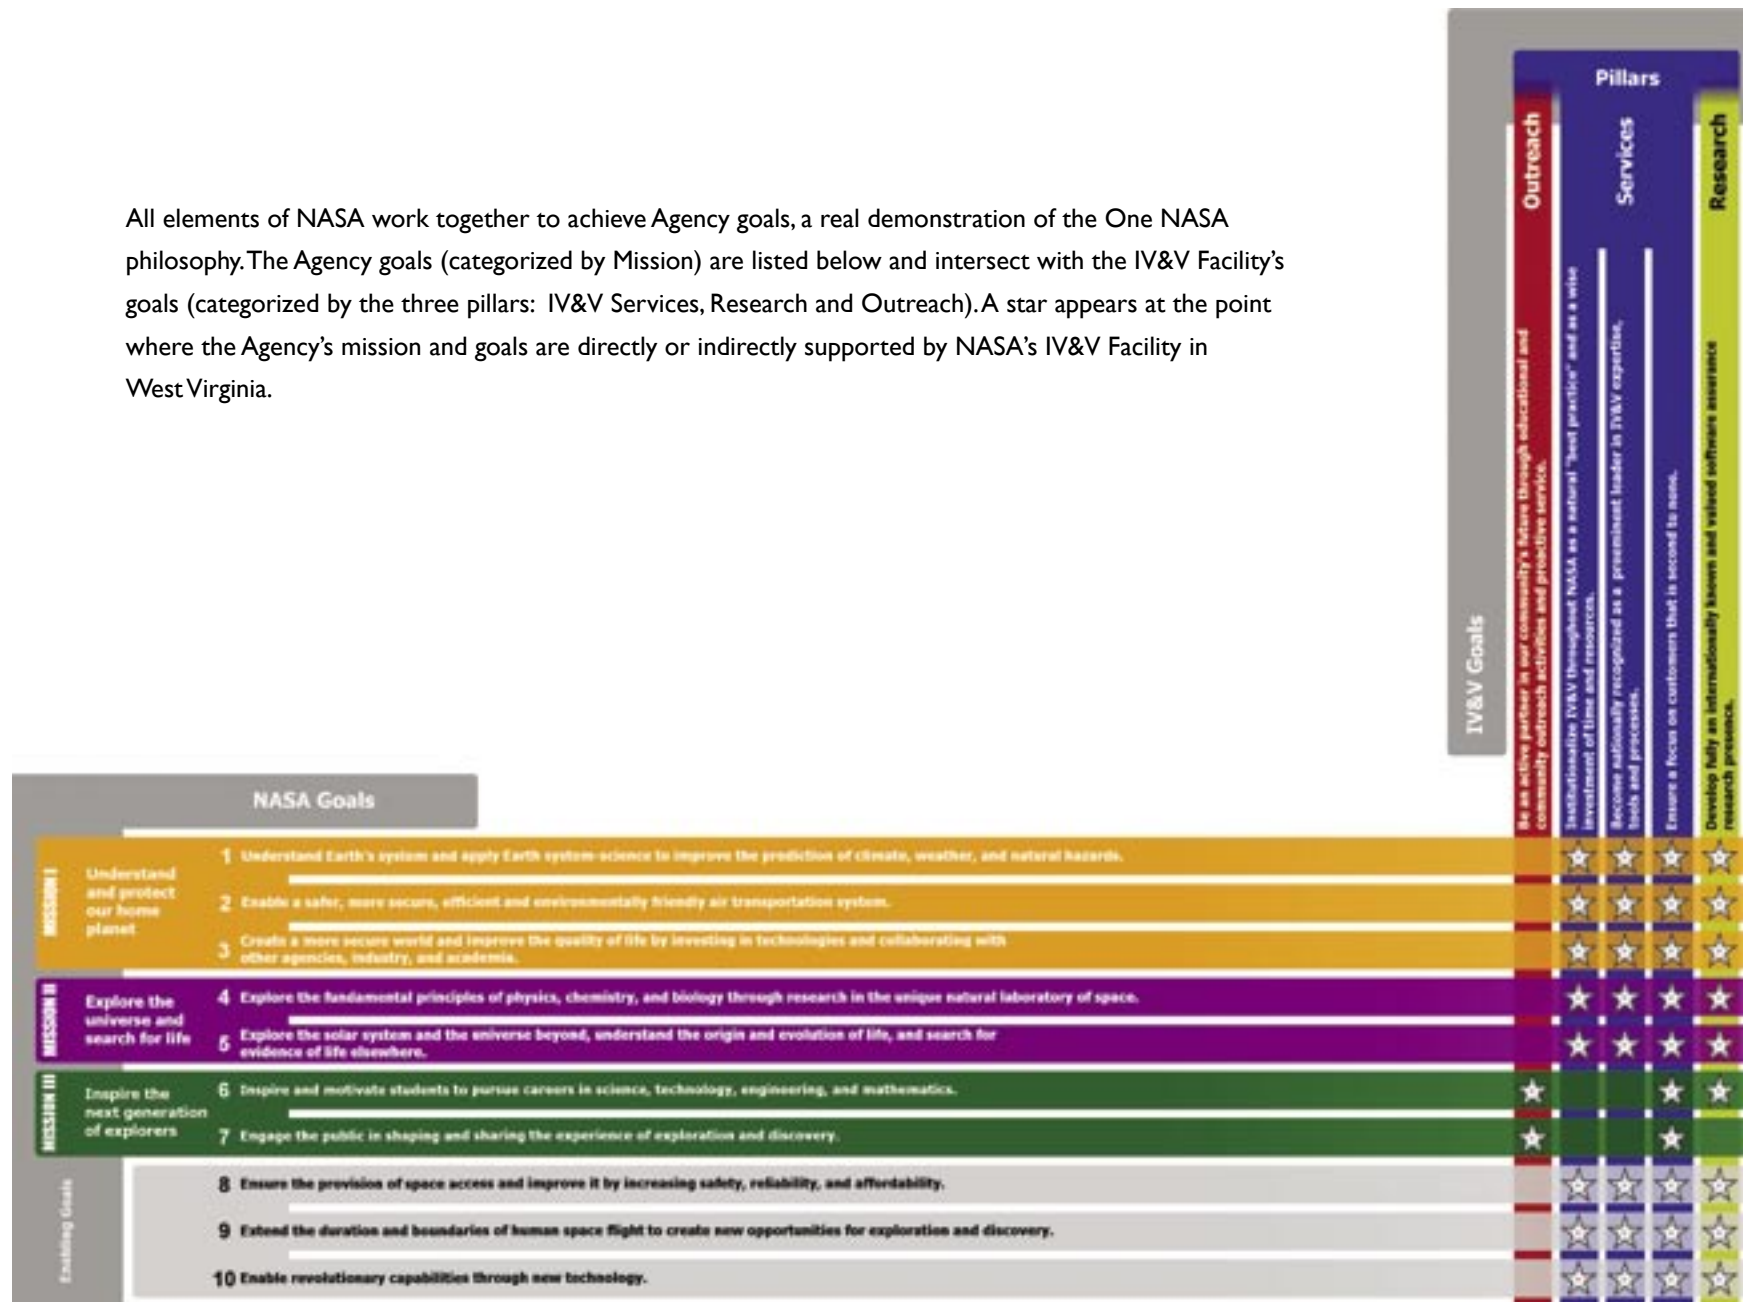 All elements of NASA work together to achieve Agency goals, a real demonstration of the One NASA
philosophy. The Agency goals (categorized by Mission) are listed below and intersect with the IV&V Facility's
goals (categorized by the three pillars: IV&V Services, Research and Outreach). A star appears at the point
where the Agency's mission and goals are directly or indirectly supported by NASA's IV&V Facility in
West Virginia.
Pillars
Outreach
Services
Research
IV&V Goals
Be an active partner in our community's future through educational and
community outreach activities and proactive service.
Institutionalize IV&V throughout NASA as a natural "best practice" and as a wise
investment of time and resources.
Become nationally recognized as a preeminent leader in IV&V expertise,
tools and processes.
Ensure a focus on customers that is second to none.
Develop fully an internationally known and valued software assurance
research presence.
NASA Goals
MISSION I
Understand
and protect
our home
planet
1 Understand Earth's system and apply Earth system-science to improve the prediction of climate, weather, and natural hazards.
2 Enable a safer, more secure, efficient and environmentally friendly air transportation system.
3 Create a more secure world and improve the quality of life by investing in technologies and collaborating with
other agencies, industry, and academia.
MISSION II
Explore the
universe and
search for life
4 Explore the fundamental principles of physics, chemistry, and biology through research in the unique natural laboratory of space.
5 Explore the solar system and the universe beyond, understand the origin and evolution of life, and search for
evidence of life elsewhere.
MISSION III
Inspire the
next generation
of explorers
6 Inspire and motivate students to pursue careers in science, technology, engineering, and mathematics.
7 Engage the public in shaping and sharing the experience of exploration and discovery.
Enabling Goals
8 Ensure the provision of space access and improve it by increasing safety, reliability, and affordability.
9 Extend the duration and boundaries of human space flight to create new opportunities for exploration and discovery.
10 Enable revolutionary capabilities through new technology.